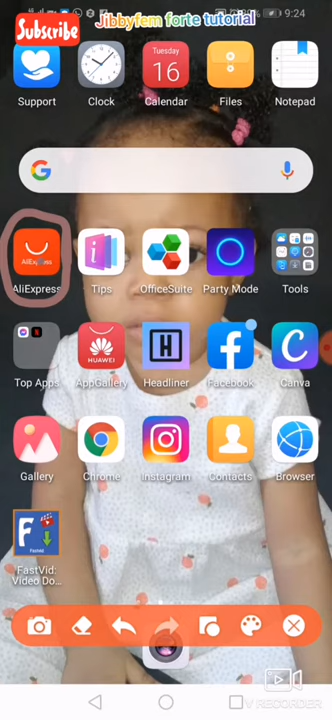 Jibbyfem forte tutorial
9:24
Subscribe
Tuesday
16
Support
Clock
Calendar
Files
Notepad
G
AliExpress
AliExpress
Tips
OfficeSuite
Party Mode
Tools
HUAWEI
Top Apps
AppGallery
Headliner
Facebook
Canva
Gallery
Chrome
Instagram
Contacts
Browser
FastVid
FastVid:
Video Do...
V RECORDER